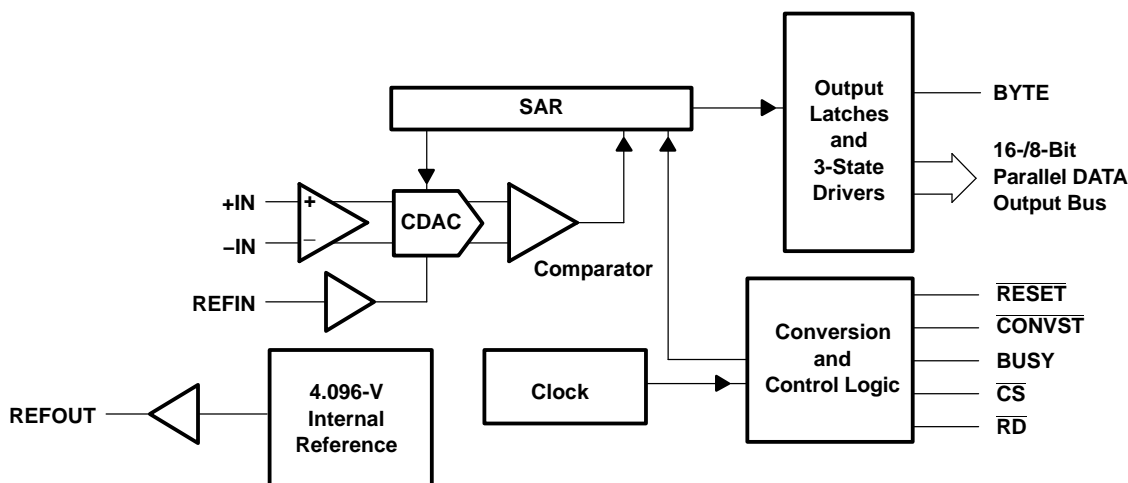 SAR
Output
Latches
and
3-State
Drivers
BYTE
16-/8-Bit
Parallel DATA
Output Bus
+IN
−IN
+
−
CDAC
Comparator
REFIN
REFOUT
4.096-V
Internal
Reference
Clock
Conversion
and
Control Logic
RESET
CONVST
BUSY
CS
RD